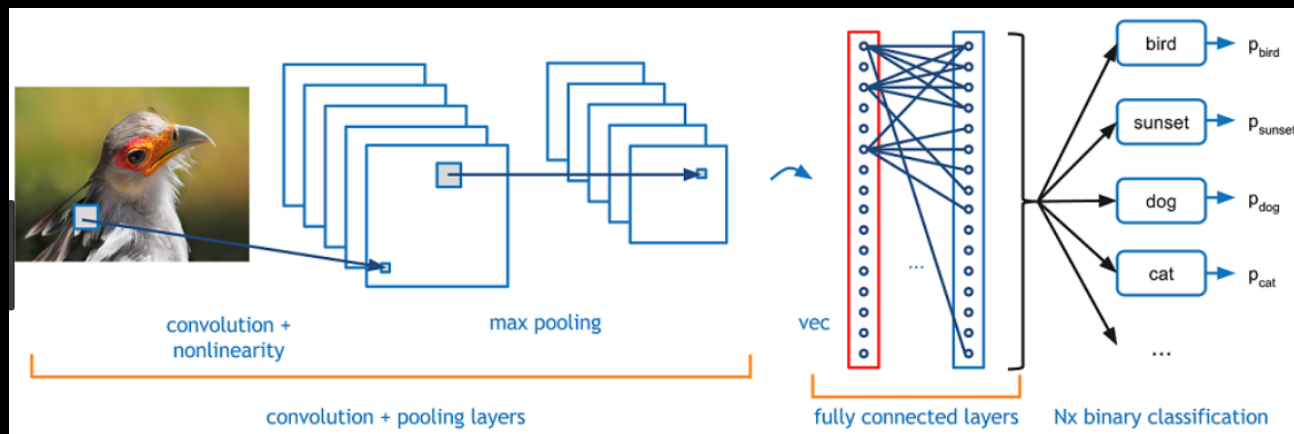 bird
p_bird
sunset
p_sunset
dog
p_dog
cat
p_cat
...
...
convolution +
nonlinearity
max pooling
vec
convolution + pooling layers
fully connected layers
Nx binary classification